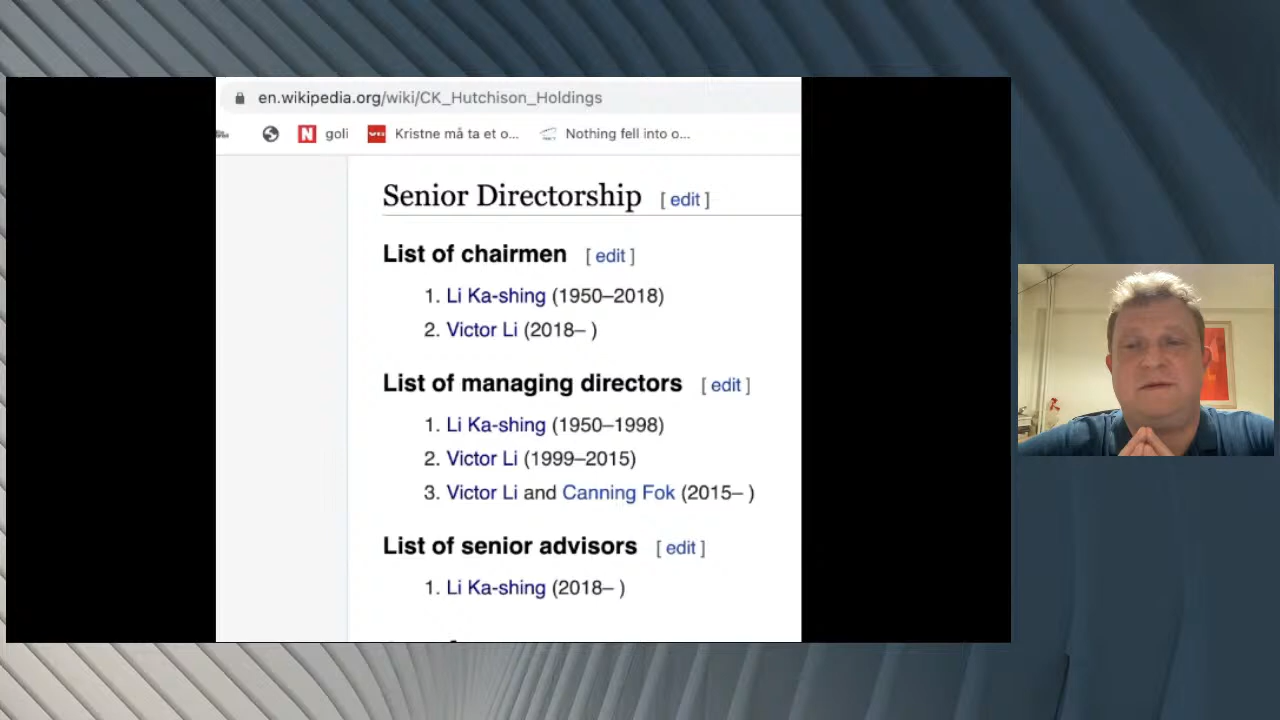 en.wikipedia.org/wiki/CK_Hutchison_Holdings
N goli VG Kristne må ta et o... Nothing fell into o...
Senior Directorship [ edit ]
List of chairmen [ edit ]
1. Li Ka-shing (1950–2018)
2. Victor Li (2018– )
List of managing directors [ edit ]
1. Li Ka-shing (1950–1998)
2. Victor Li (1999–2015)
3. Victor Li and Canning Fok (2015– )
List of senior advisors [ edit ]
1. Li Ka-shing (2018– )